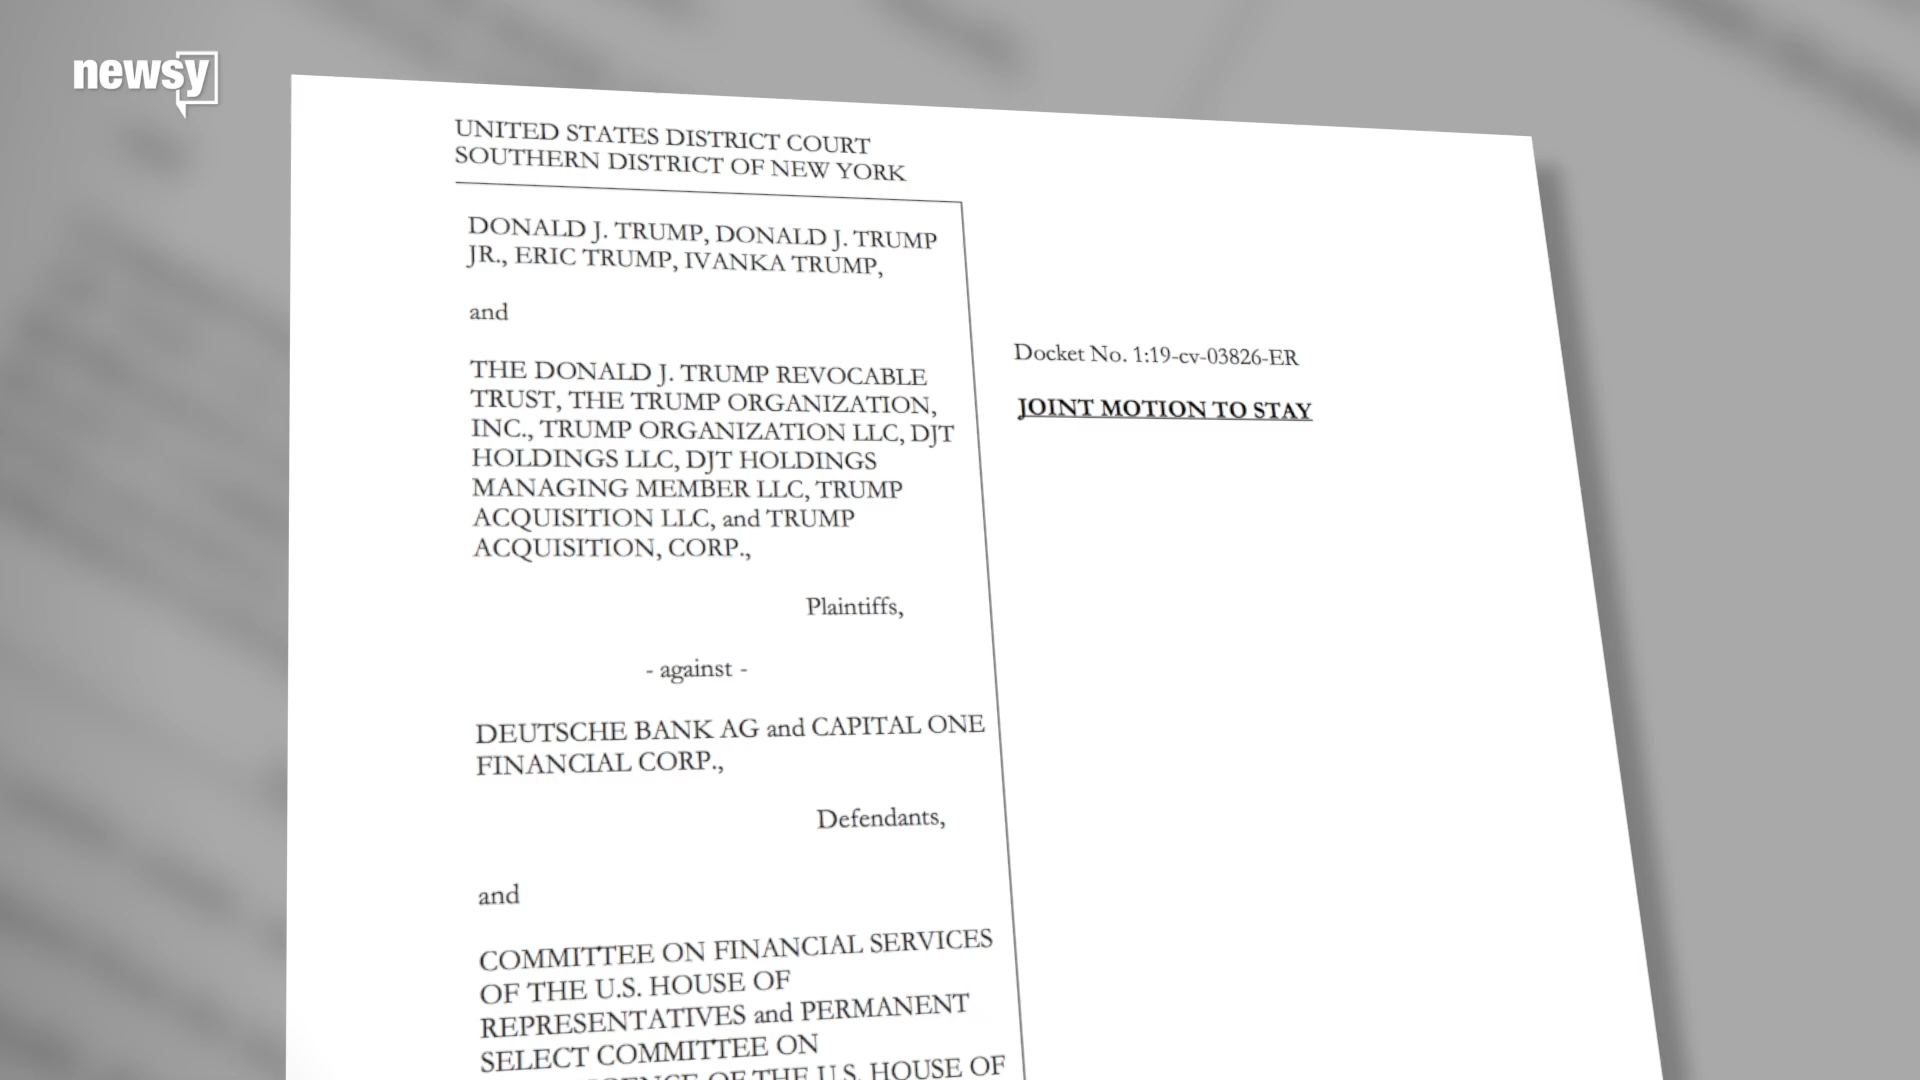 newsy
UNITED STATES DISTRICT COURT
SOUTHERN DISTRICT OF NEW YORK
DONALD J. TRUMP, DONALD J. TRUMP
JR., ERIC TRUMP, IVANKA TRUMP,
and
THE DONALD J. TRUMP REVOCABLE
TRUST, THE TRUMP ORGANIZATION,
INC., TRUMP ORGANIZATION LLC, DJT
HOLDINGS LLC, DJT HOLDINGS
MANAGING MEMBER LLC, TRUMP
ACQUISITION LLC, and TRUMP
ACQUISITION, CORP.,
Plaintiffs,
- against -
DEUTSCHE BANK AG and CAPITAL ONE
FINANCIAL CORP.,
Defendants,
and
COMMITTEE ON FINANCIAL SERVICES
OF THE U.S. HOUSE OF
REPRESENTATIVES and PERMANENT
SELECT COMMITTEE ON
OF THE U.S. HOUSE OF
Docket No. 1:19-cv-03826-ER
JOINT MOTION TO STAY